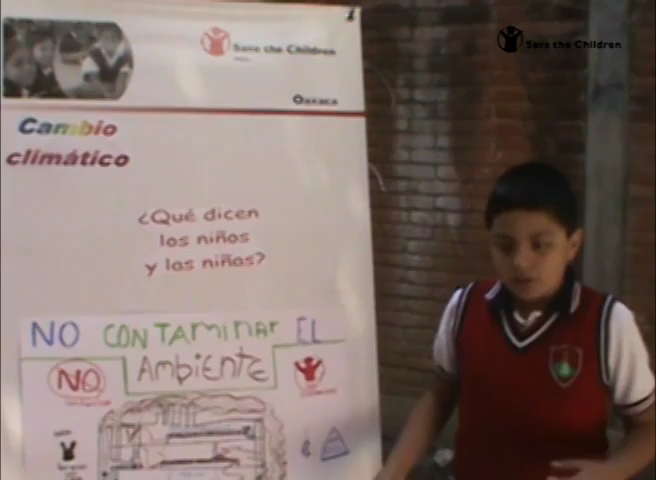 Save the Children
Save the Children
Oaxaca
Cambio
climático
¿Qué dicen
los niños
y las niñas?
NO CONTAMINAR EL
AMBIENTE
NO